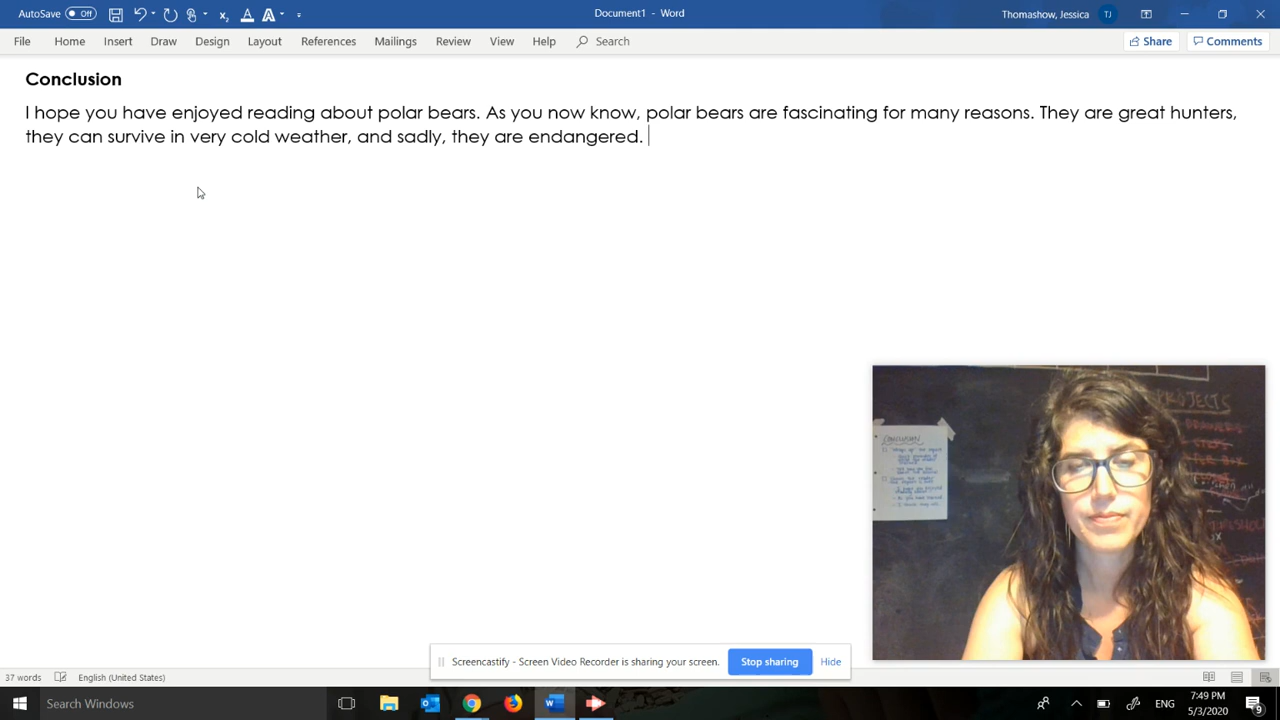 AutoSave Off
Document1 - Word
Thomashow, Jessica TJ
File Home Insert Draw Design Layout References Mailings Review View Help Search
Share Comments
Conclusion
I hope you have enjoyed reading about polar bears. As you now know, polar bears are fascinating for many reasons. They are great hunters,
they can survive in very cold weather, and sadly, they are endangered.
PROJECTS
CONCLUSION
Screencastify - Screen Video Recorder is sharing your screen. Stop sharing Hide
37 words English (United States)
Search Windows
ENG
7:49 PM
5/3/2020
9